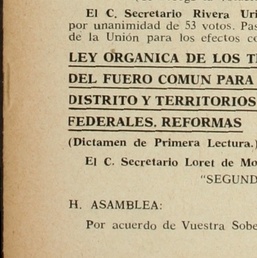 El C. Secretario Rivera Uri
por unanimidad de 53 votos. Pas
de la Unión para los efectos co
LEY ORGANICA DE LOS T
DEL FUERO COMUN PARA
DISTRITO Y TERRITORIOS
FEDERALES. REFORMAS
(Dictamen de Primera Lectura.)
El C. Secretario Loret de Mo
"SEGUND
H. ASAMBLEA:
Por acuerdo de Vuestra Sobe